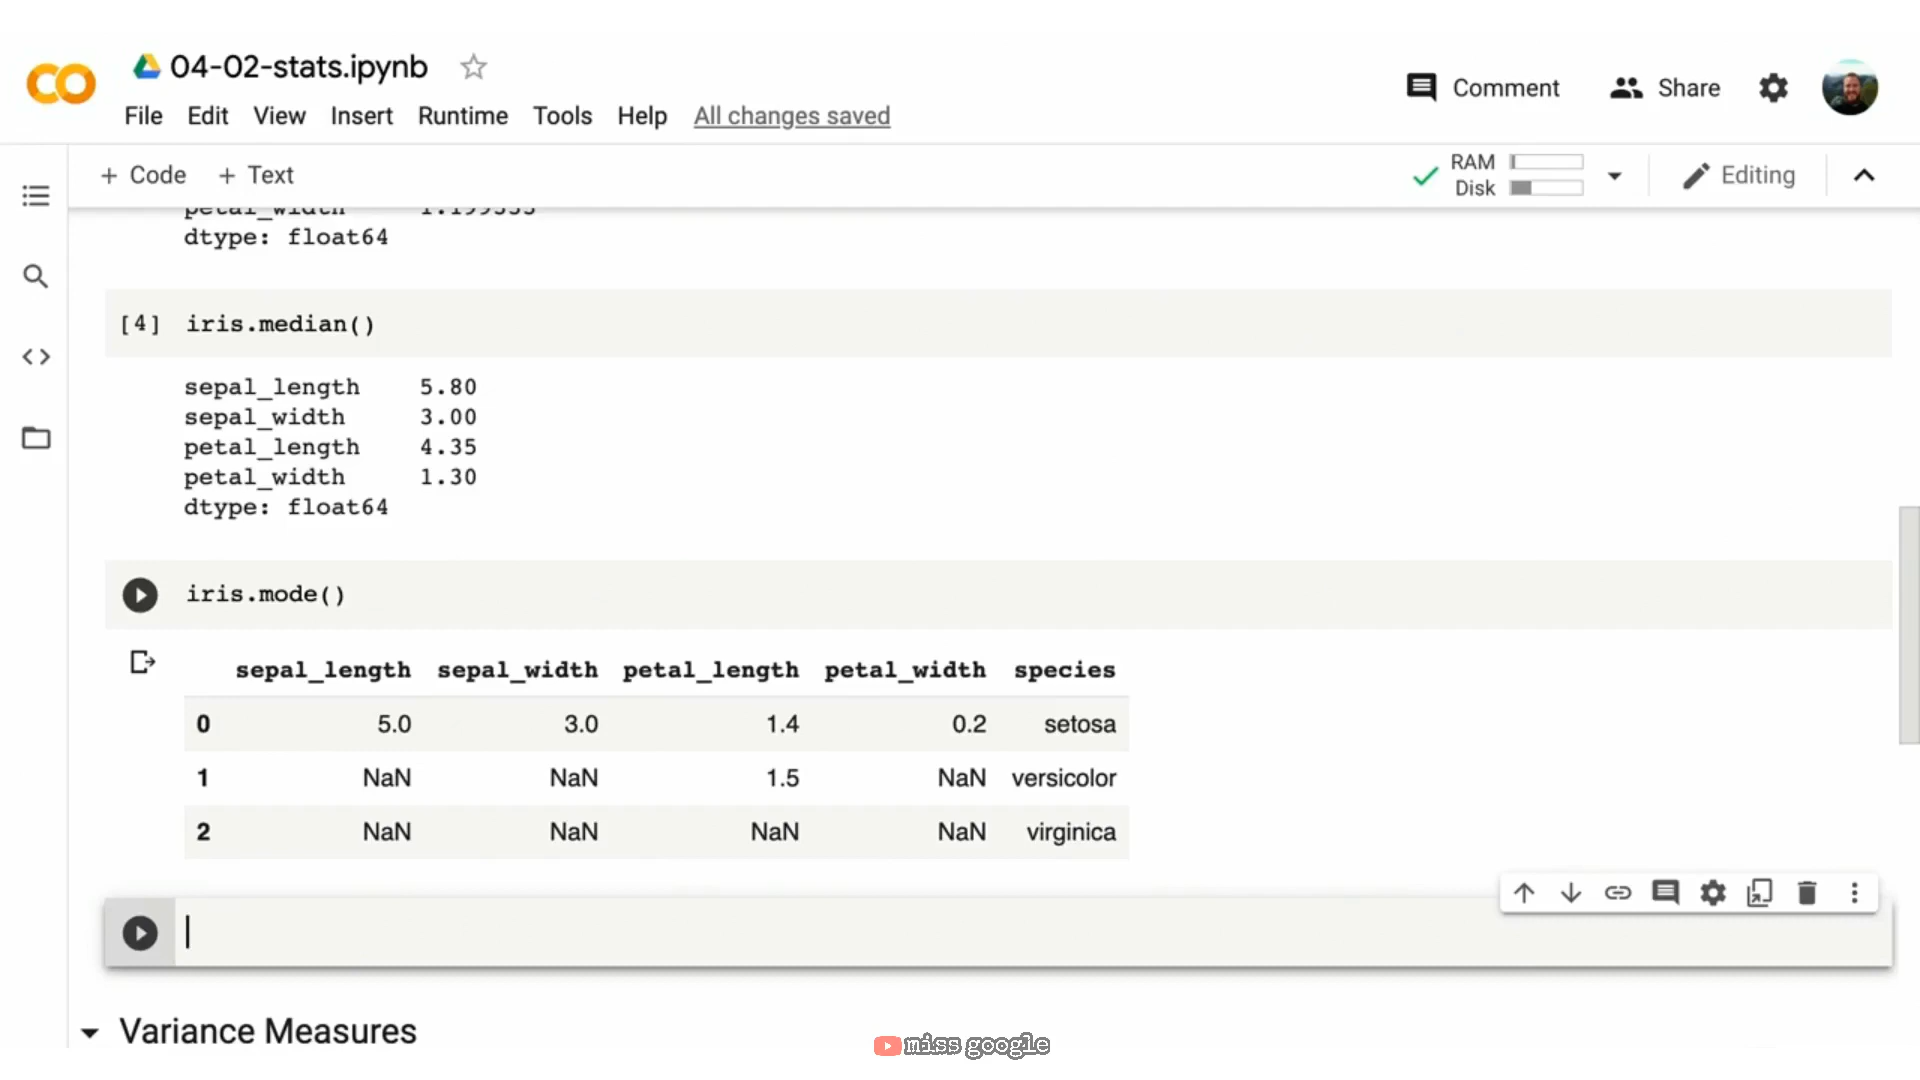 04-02-stats.ipynb
Comment
Share
File Edit View Insert Runtime Tools Help All changes saved
+ Code + Text
RAM
Disk
Editing
petal_width 1.199333
dtype: float64
[4] iris.median()
sepal_length 5.80
sepal_width 3.00
petal_length 4.35
petal_width 1.30
dtype: float64
iris.mode()
sepal_length sepal_width petal_length petal_width species
0 5.0 3.0 1.4 0.2 setosa
1 NaN NaN 1.5 NaN versicolor
2 NaN NaN NaN NaN virginica
Variance Measures
miss google